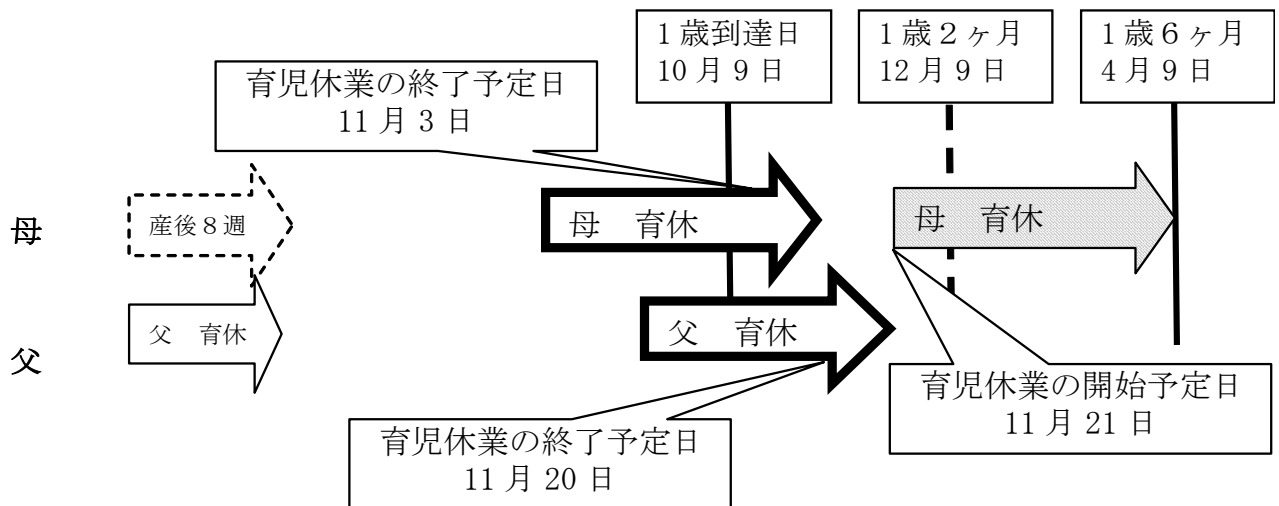 1歳到達日
10月9日
1歳2ヶ月
12月9日
1歳6ヶ月
4月9日
育児休業の終了予定日
11月3日
母
産後8週
母 育休
母 育休
父
父 育休
父 育休
育児休業の開始予定日
11月21日
育児休業の終了予定日
11月20日